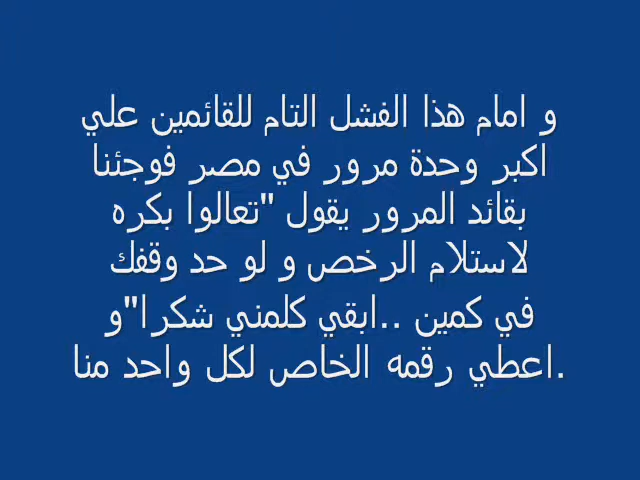 و امام هذا الفشل التام للقائمين علي
اكبر وحدة مرور في مصر فوجئنا
بقائد المرور يقول "تعالوا بكره
لاستلام الرخص و لو حد وقفك
في كمين ..ابقي كلمني شكرا"و
اعطي رقمه الخاص لكل واحد منا.